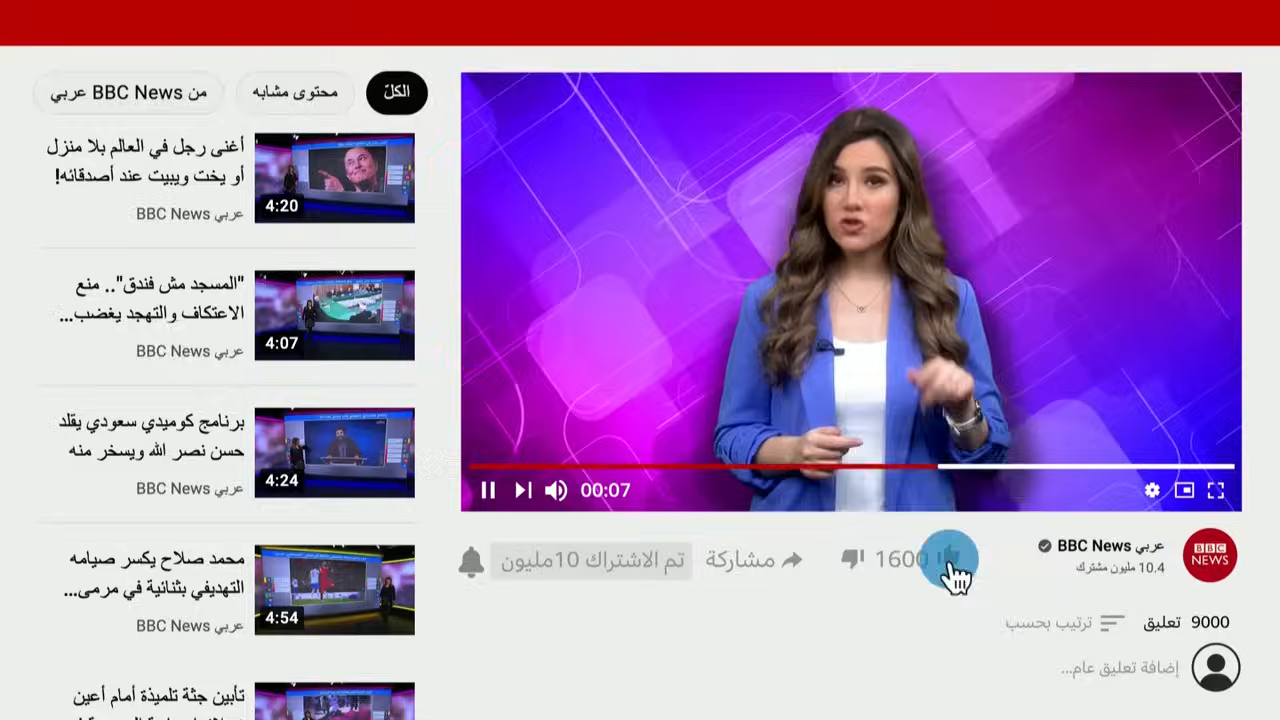 الكلّ
محتوى مشابه
من BBC News عربي
أغنى رجل في العالم بلا منزل
أو يخت ويبيت عند أصدقائه!
عربي BBC News
4:20
"المسجد مش فندق".. منع
الاعتكاف والتهجد يغضب...
عربي BBC News
4:07
برنامج كوميدي سعودي يقلد
حسن نصر الله ويسخر منه
عربي BBC News
4:24
محمد صلاح يكسر صيامه
التهديفي بثنائية في مرمى...
عربي BBC News
4:54
تأبين جثة تلميذة أمام أعين
00:07
BBC
NEWS
عربي BBC News
10.4 مليون مشترك
1600
مشاركة
تم الاشتراك 10مليون
9000 تعليق
ترتيب بحسب
إضافة تعليق عام...